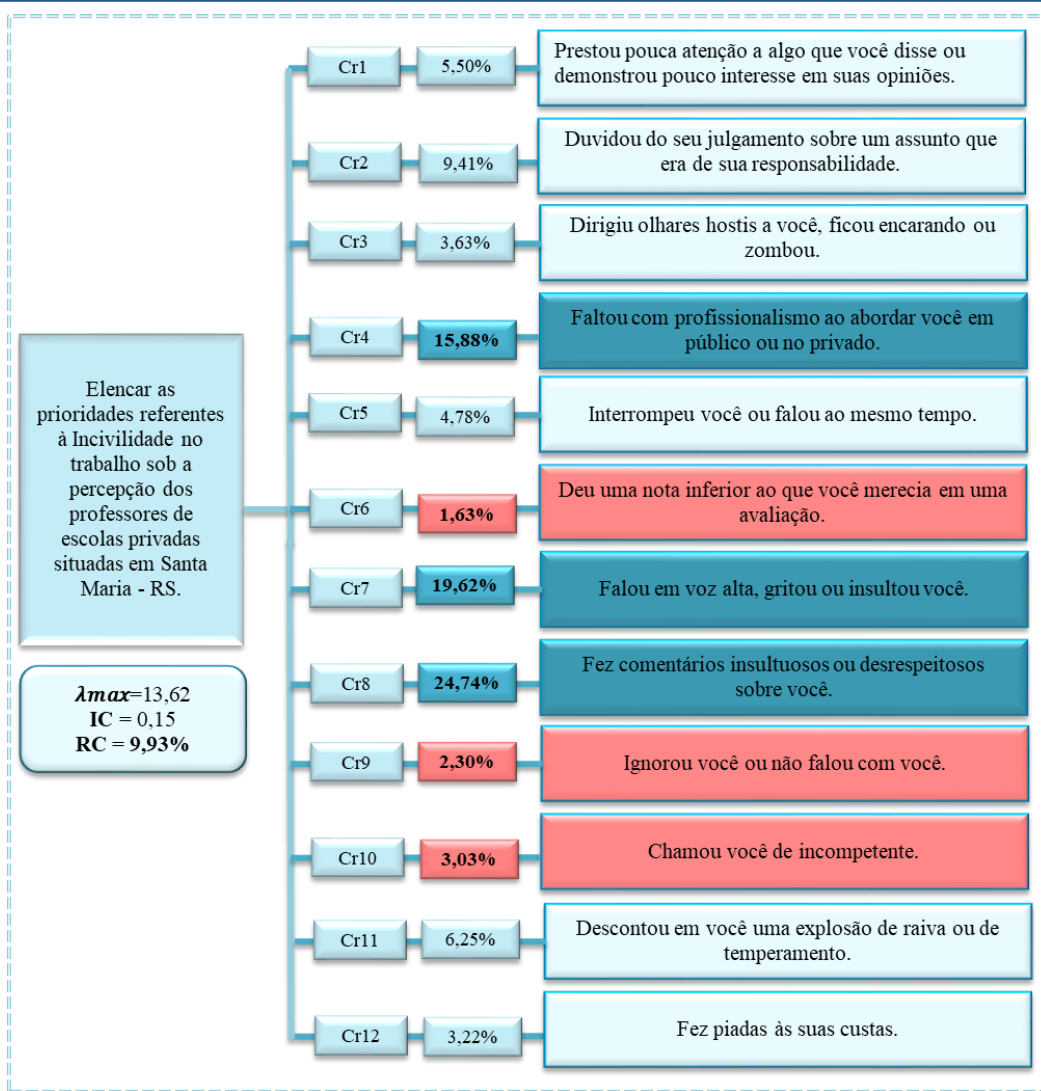 Cr1
5,50%
Prestou pouca atenção a algo que você disse ou
demonstrou pouco interesse em suas opiniões.
Cr2
9,41%
Duvidou do seu julgamento sobre um assunto que
era de sua responsabilidade.
Cr3
3,63%
Dirigiu olhares hostis a você, ficou encarando ou
zombou.
Cr4
15,88%
Faltou com profissionalismo ao abordar você em
público ou no privado.
Cr5
4,78%
Interrompeu você ou falou ao mesmo tempo.
Cr6
1,63%
Deu uma nota inferior ao que você merecia em uma
avaliação.
Cr7
19,62%
Falou em voz alta, gritou ou insultou você.
Cr8
24,74%
Fez comentários insultuosos ou desrespeitosos
sobre você.
Cr9
2,30%
Ignorou você ou não falou com você.
Cr10
3,03%
Chamou você de incompetente.
Cr11
6,25%
Descontou em você uma explosão de raiva ou de
temperamento.
Cr12
3,22%
Fez piadas às suas custas.
Elencar as
prioridades referentes
à Incivilidade no
trabalho sob a
percepção dos
professores de
escolas privadas
situadas em Santa
Maria - RS.
λmax=13,62
IC = 0,15
RC = 9,93%